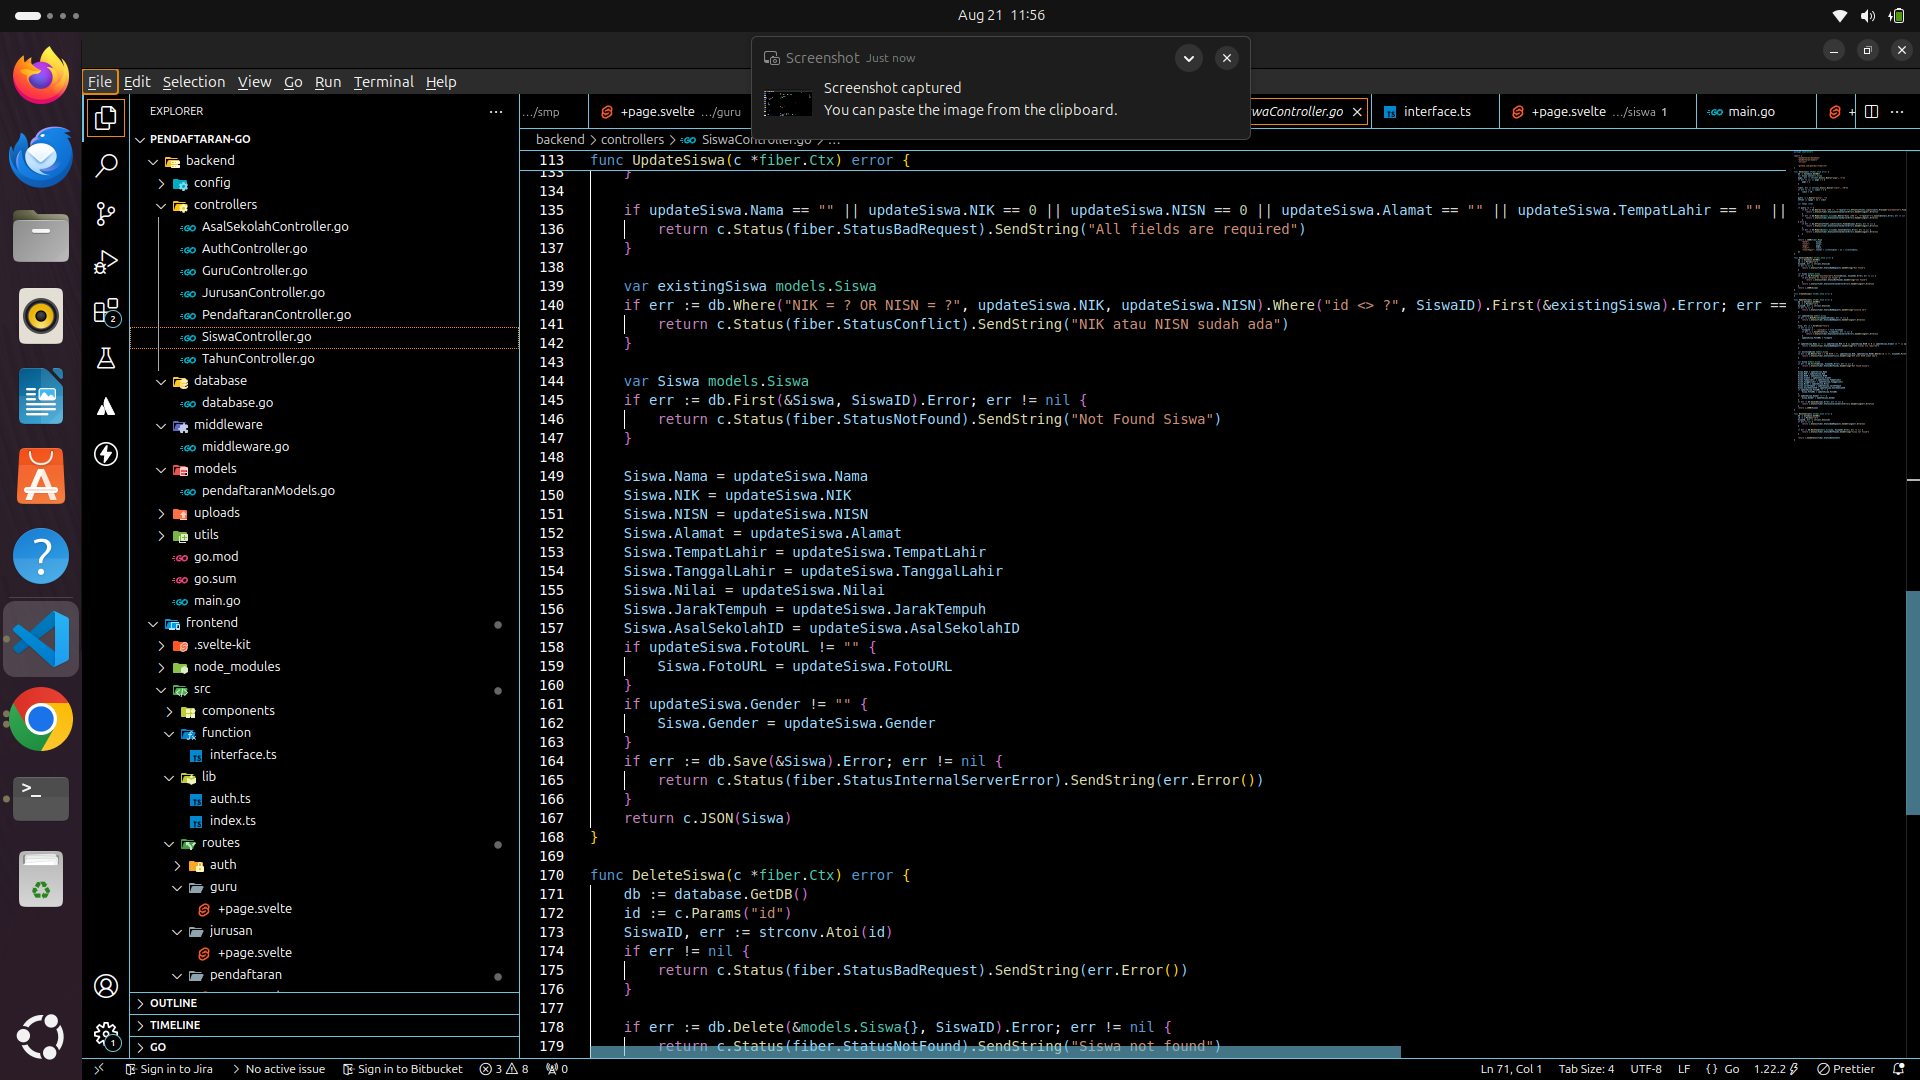 Aug 21 11:56
Screenshot Just now
Screenshot captured
You can paste the image from the clipboard.
File Edit Selection View Go Run Terminal Help
EXPLORER
PENDAFTARAN-GO
backend
config
controllers
AsalSekolahController.go
AuthController.go
GuruController.go
JurusanController.go
PendaftaranController.go
SiswaController.go
TahunController.go
database
database.go
middleware
middleware.go
models
pendaftaranModels.go
uploads
utils
go.mod
go.sum
main.go
frontend
.svelte-kit
node_modules
src
components
function
interface.ts
lib
auth.ts
index.ts
routes
auth
guru
+page.svelte
jurusan
+page.svelte
pendaftaran
OUTLINE
TIMELINE
GO
2
1
.../smp
+page.svelte .../guru
waController.go
interface.ts
+page.svelte .../siswa 1
main.go
backend > controllers > SiswaController.go > ...
113 func UpdateSiswa(c *fiber.Ctx) error {
133 }
134
135 if updateSiswa.Nama == "" || updateSiswa.NIK == 0 || updateSiswa.NISN == 0 || updateSiswa.Alamat == "" || updateSiswa.TempatLahir == "" ||
136 return c.Status(fiber.StatusBadRequest).SendString("All fields are required")
137 }
138
139 var existingSiswa models.Siswa
140 if err := db.Where("NIK = ? OR NISN = ?", updateSiswa.NIK, updateSiswa.NISN).Where("id <> ?", SiswaID).First(&existingSiswa).Error; err ==
141 return c.Status(fiber.StatusConflict).SendString("NIK atau NISN sudah ada")
142 }
143
144 var Siswa models.Siswa
145 if err := db.First(&Siswa, SiswaID).Error; err != nil {
146 return c.Status(fiber.StatusNotFound).SendString("Not Found Siswa")
147 }
148
149 Siswa.Nama = updateSiswa.Nama
150 Siswa.NIK = updateSiswa.NIK
151 Siswa.NISN = updateSiswa.NISN
152 Siswa.Alamat = updateSiswa.Alamat
153 Siswa.TempatLahir = updateSiswa.TempatLahir
154 Siswa.TanggalLahir = updateSiswa.TanggalLahir
155 Siswa.Nilai = updateSiswa.Nilai
156 Siswa.JarakTempuh = updateSiswa.JarakTempuh
157 Siswa.AsalSekolahID = updateSiswa.AsalSekolahID
158 if updateSiswa.FotoURL != "" {
159 Siswa.FotoURL = updateSiswa.FotoURL
160 }
161 if updateSiswa.Gender != "" {
162 Siswa.Gender = updateSiswa.Gender
163 }
164 if err := db.Save(&Siswa).Error; err != nil {
165 return c.Status(fiber.StatusInternalServerError).SendString(err.Error())
166 }
167 return c.JSON(Siswa)
168 }
169
170 func DeleteSiswa(c *fiber.Ctx) error {
171 db := database.GetDB()
172 id := c.Params("id")
173 SiswaID, err := strconv.Atoi(id)
174 if err != nil {
175 return c.Status(fiber.StatusBadRequest).SendString(err.Error())
176 }
177
178 if err := db.Delete(&models.Siswa{}, SiswaID).Error; err != nil {
179 return c.Status(fiber.StatusNotFound).SendString("Siswa not found")
Sign in to Jira No active issue Sign in to Bitbucket 3 8 0 Ln 71, Col 1 Tab Size: 4 UTF-8 LF {} Go 1.22.2 Prettier